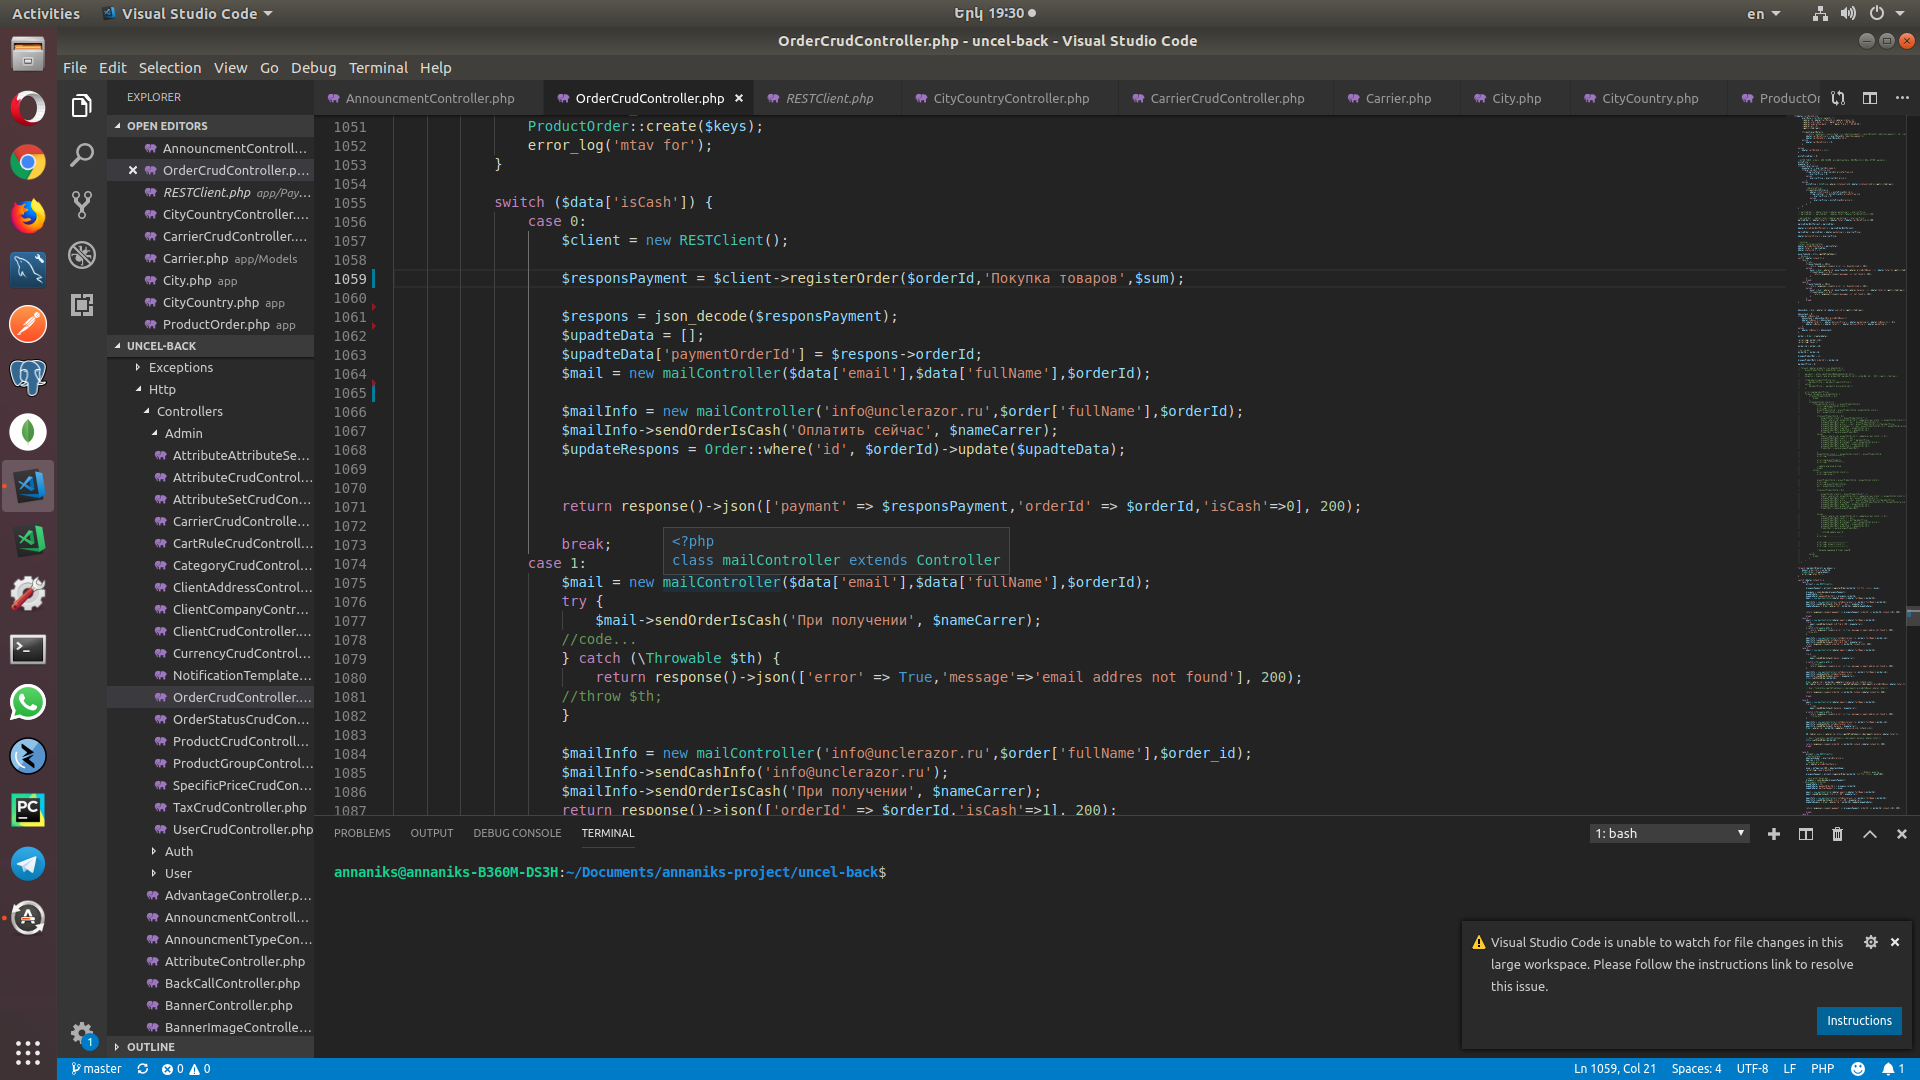 Activities
Visual Studio Code
Երկ 19:30
en
OrderCrudController.php - uncel-back - Visual Studio Code
File Edit Selection View Go Debug Terminal Help
EXPLORER
OPEN EDITORS
AnnouncmentControll...
OrderCrudController.p...
RESTClient.php app/Pay...
CityCountryController....
CarrierCrudController....
Carrier.php app/Models
City.php app
CityCountry.php app
ProductOrder.php app
UNCEL-BACK
Exceptions
Http
Controllers
Admin
AttributeAttributeSe...
AttributeCrudControl...
AttributeSetCrudCon...
CarrierCrudControlle...
CartRuleCrudControll...
CategoryCrudControl...
ClientAddressControl...
ClientCompanyContr...
ClientCrudController....
CurrencyCrudControl...
NotificationTemplate...
OrderCrudController....
OrderStatusCrudCon...
ProductCrudControll...
ProductGroupControl...
SpecificPriceCrudCon...
TaxCrudController.php
UserCrudController.php
Auth
User
AdvantageController.p...
AnnouncmentControll...
AnnouncmentTypeCon...
AttributeController.php
BackCallController.php
BannerController.php
BannerImageControlle...
OUTLINE
AnnouncmentController.php OrderCrudController.php RESTClient.php CityCountryController.php CarrierCrudController.php Carrier.php City.php CityCountry.php ProductOr
1051 ProductOrder::create($keys);
1052 error_log('mtav for');
1053 }
1054
1055 switch ($data['isCash']) {
1056 case 0:
1057 $client = new RESTClient();
1058
1059 $responsPayment = $client->registerOrder($orderId,'Покупка товаров',$sum);
1060
1061 $respons = json_decode($responsPayment);
1062 $upadteData = [];
1063 $upadteData['paymentOrderId'] = $respons->orderId;
1064 $mail = new mailController($data['email'],$data['fullName'],$orderId);
1065
1066 $mailInfo = new mailController('info@unclerazor.ru',$order['fullName'],$orderId);
1067 $mailInfo->sendOrderIsCash('Оплатить сейчас', $nameCarrer);
1068 $updateRespons = Order::where('id', $orderId)->update($upadteData);
1069
1070
1071 return response()->json(['paymant' => $responsPayment,'orderId' => $orderId,'isCash'=>0], 200);
1072
1073 break;
<?php
class mailController extends Controller
1074 case 1:
1075 $mail = new mailController($data['email'],$data['fullName'],$orderId);
1076 try {
1077 $mail->sendOrderIsCash('При получении', $nameCarrer);
1078 //code...
1079 } catch (\Throwable $th) {
1080 return response()->json(['error' => True,'message'=>'email addres not found'], 200);
1081 //throw $th;
1082 }
1083
1084 $mailInfo = new mailController('info@unclerazor.ru',$order['fullName'],$order_id);
1085 $mailInfo->sendCashInfo('info@unclerazor.ru');
1086 $mailInfo->sendOrderIsCash('При получении', $nameCarrer);
1087 return response()->json(['orderId' => $orderId,'isCash'=>1], 200);
PROBLEMS OUTPUT DEBUG CONSOLE TERMINAL
1: bash
annaniks@annaniks-B360M-DS3H:~/Documents/annaniks-project/uncel-back$
Visual Studio Code is unable to watch for file changes in this
large workspace. Please follow the instructions link to resolve
this issue.
Instructions
1
master 0 0
Ln 1059, Col 21 Spaces: 4 UTF-8 LF PHP 1